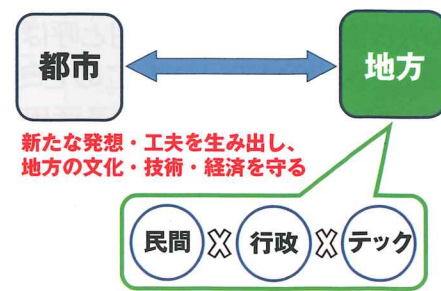 都市
地方
新たな発想・工夫を生み出し、
地方の文化・技術・経済を守る
民間 X 行政 X テック